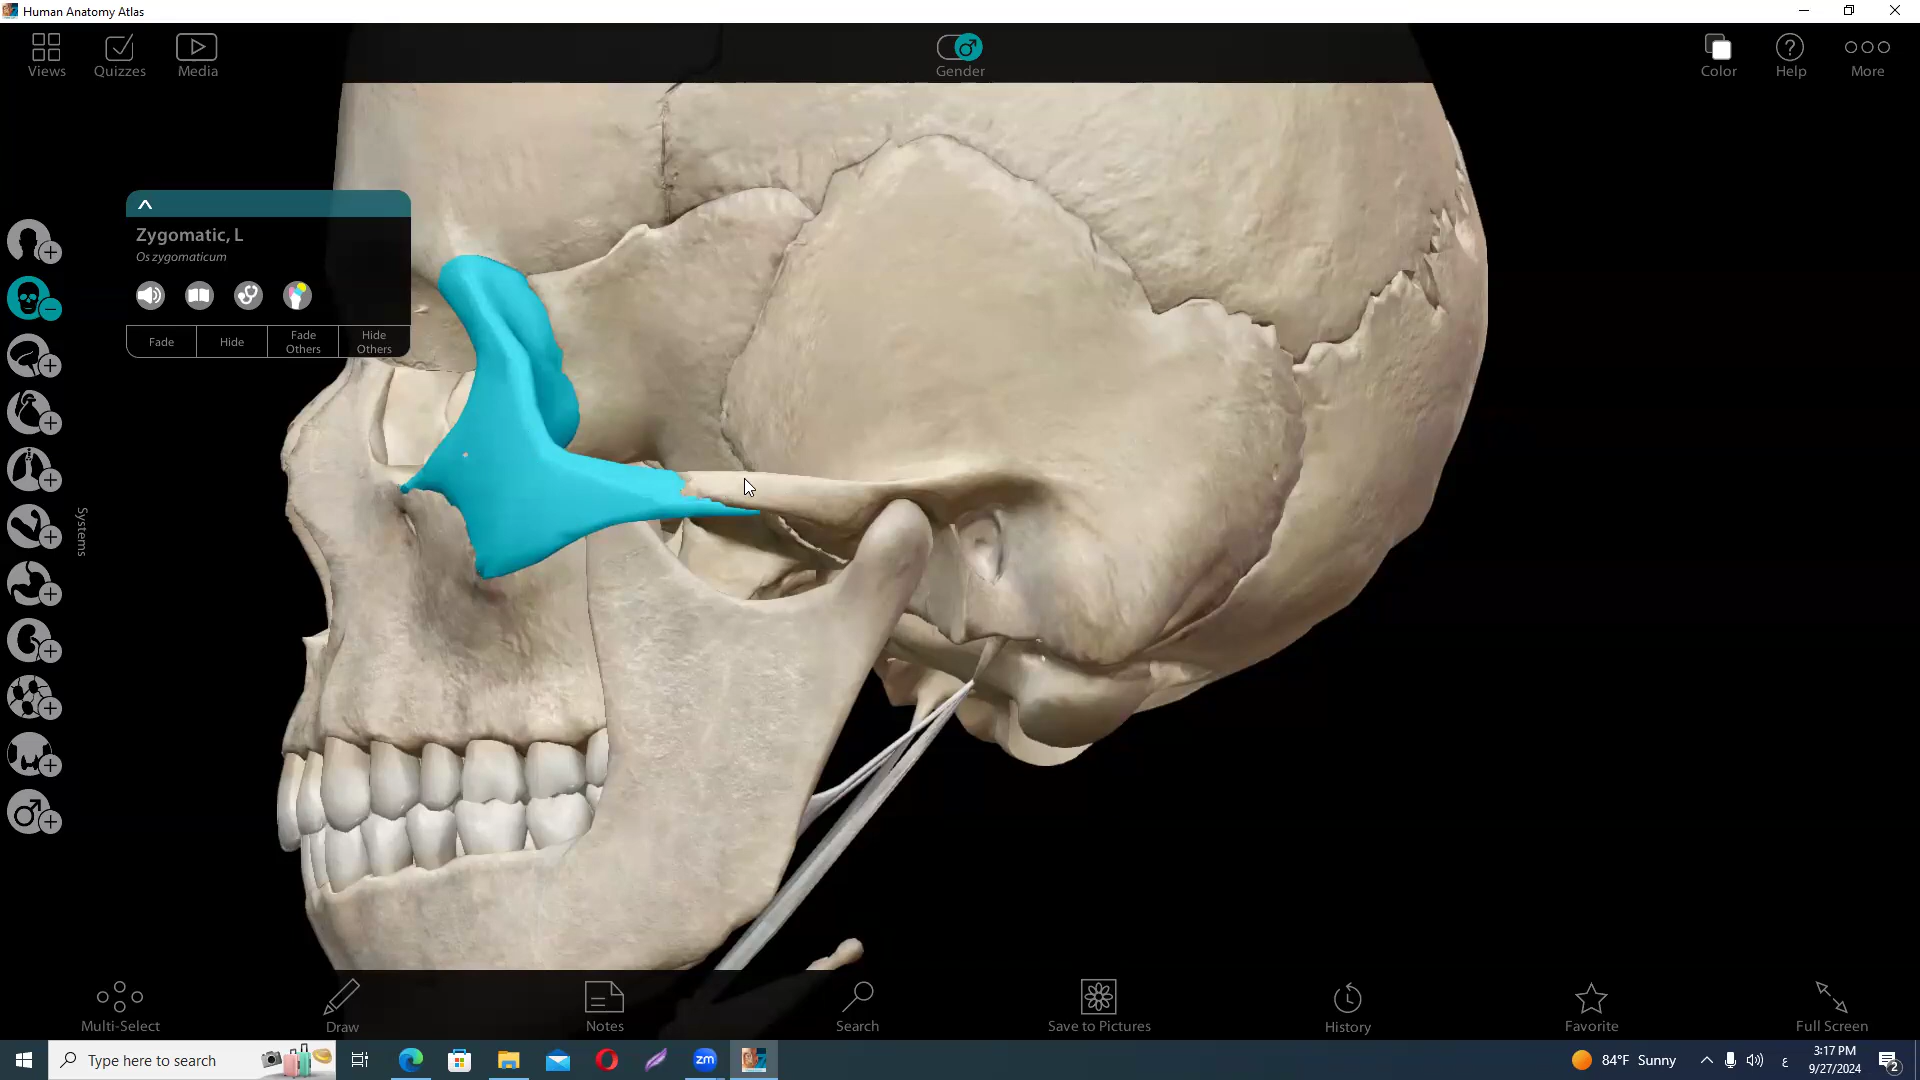 Human Anatomy Atlas
Views
Quizzes
Media
Gender
Color
Help
More
Zygomatic, L
Os zygomaticum
Fade
Hide
Fade Others
Hide Others
Systems
Multi-Select
Draw
Notes
Search
Save to Pictures
History
Favorite
Full Screen
Type here to search
zm
84°F Sunny
ع
3:17 PM
9/27/2024
2